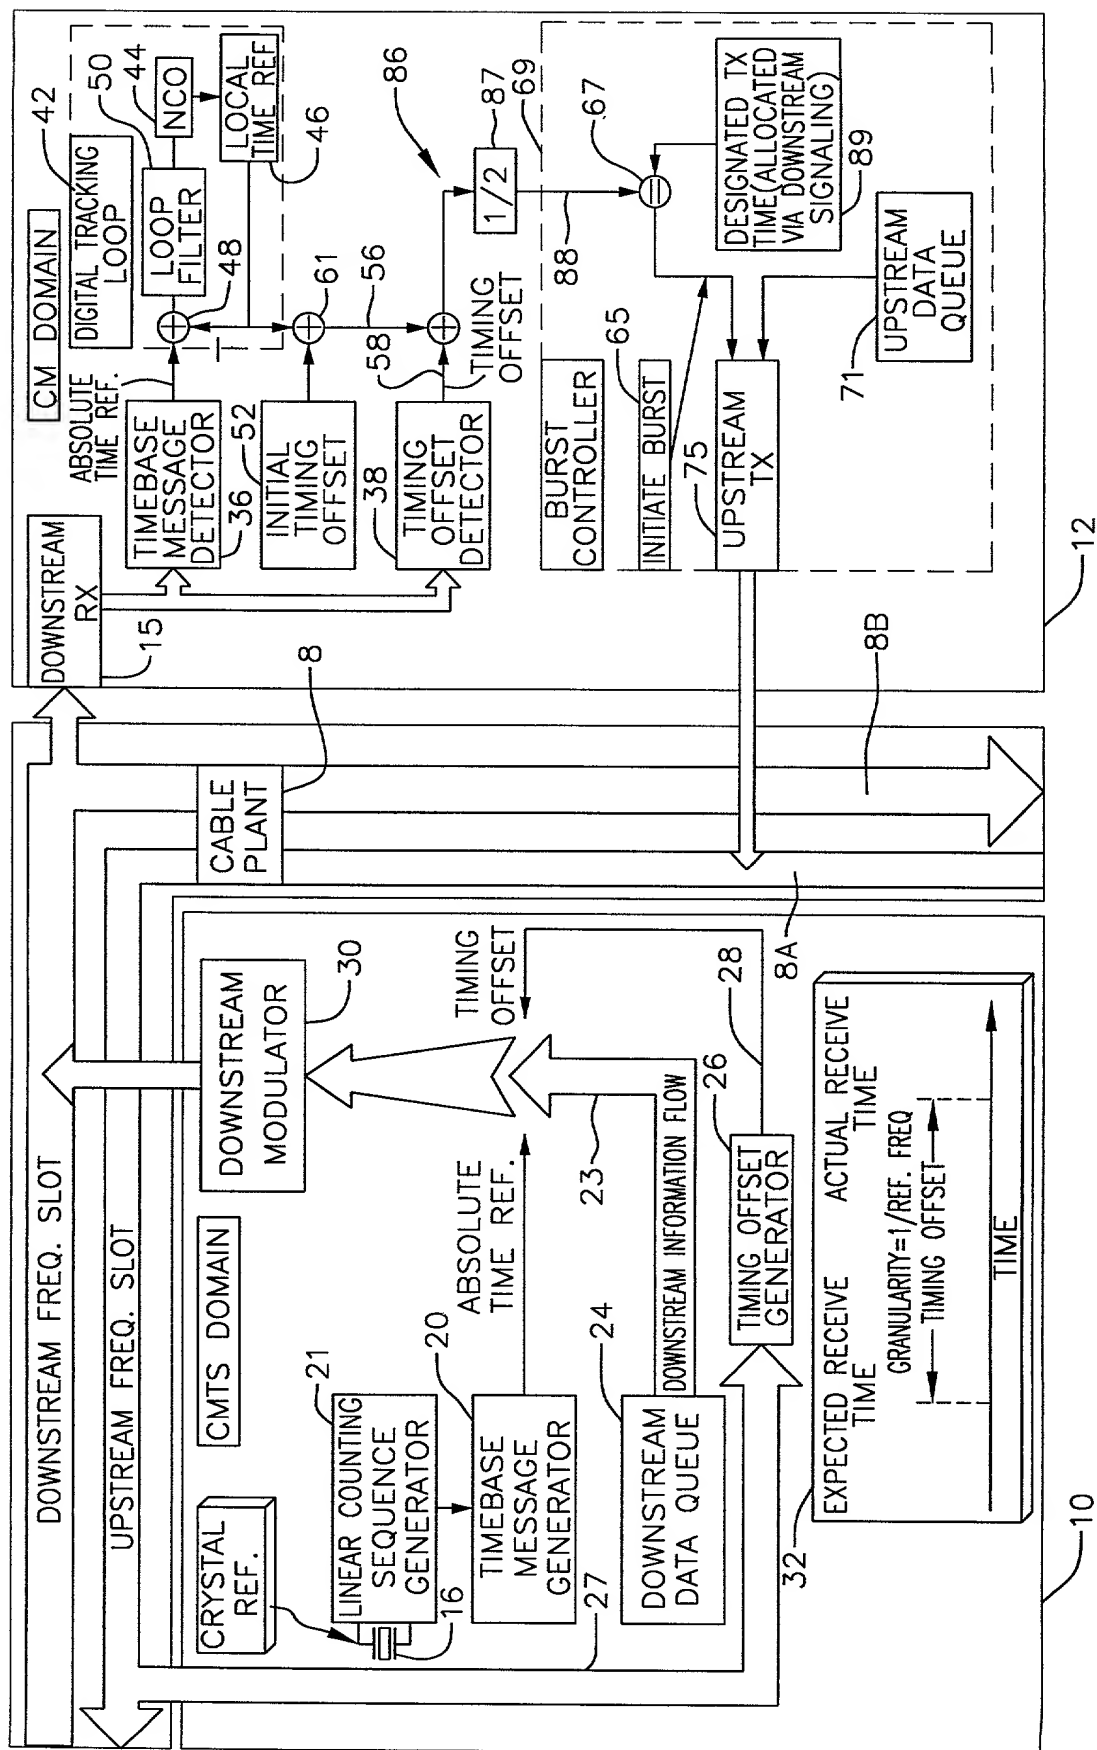 DOWNSTREAM FREQ. SLOT
UPSTREAM FREQ. SLOT
CRYSTAL
REF.
CMTS DOMAIN
LINEAR COUNTING
SEQUENCE
GENERATOR
21
16
TIMEBASE
MESSAGE
GENERATOR
20
ABSOLUTE
TIME REF.
DOWNSTREAM
MODULATOR
30
TIMING
OFFSET
DOWNSTREAM
DATA QUEUE
24
DOWNSTREAM INFORMATION FLOW
23
27
TIMING OFFSET
GENERATOR
26
28
32
EXPECTED RECEIVE
TIME
ACTUAL RECEIVE
TIME
GRANULARITY=1/REF. FREQ
TIMING OFFSET
TIME
10
CABLE
PLANT
8
8A
8B
DOWNSTREAM
RX
15
CM DOMAIN
ABSOLUTE
TIME REF.
TIMEBASE
MESSAGE
DETECTOR
36
DIGITAL TRACKING
LOOP
42
LOOP
FILTER
50
48
NCO
44
LOCAL
TIME REF
46
INITIAL
TIMING
OFFSET
52
61
56
TIMING
OFFSET
DETECTOR
38
58
TIMING
OFFSET
86
1/2
87
88
69
BURST
CONTROLLER
INITIATE BURST
65
67
UPSTREAM
TX
75
DESIGNATED TX
TIME(ALLOCATED
VIA DOWNSTREAM
SIGNALING)
89
UPSTREAM
DATA
QUEUE
71
12